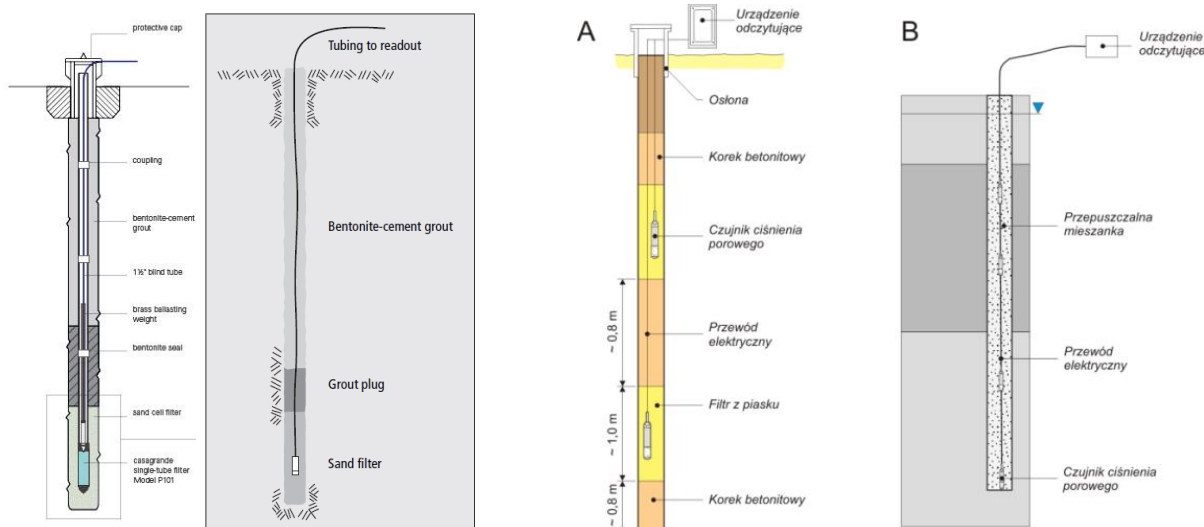 protective cap
coupling
bentonite-cement
grout
1½" blind tube
brass ballasting
weight
bentonite seal
sand cell filter
casagrande
single-tube filter
Model P101
Tubing to readout
Bentonite-cement grout
Grout plug
Sand filter
A
Urządzenie
odczytujące
Osłona
Korek betonitowy
Czujnik ciśnienia
porowego
~ 0,8 m
Przewód
elektryczny
~ 1,0 m
Filtr z piasku
~ 0,8 m
Korek betonitowy
B
Urządzenie
odczytujące
Przepuszczalna
mieszanka
Przewód
elektryczny
Czujnik ciśnienia
porowego